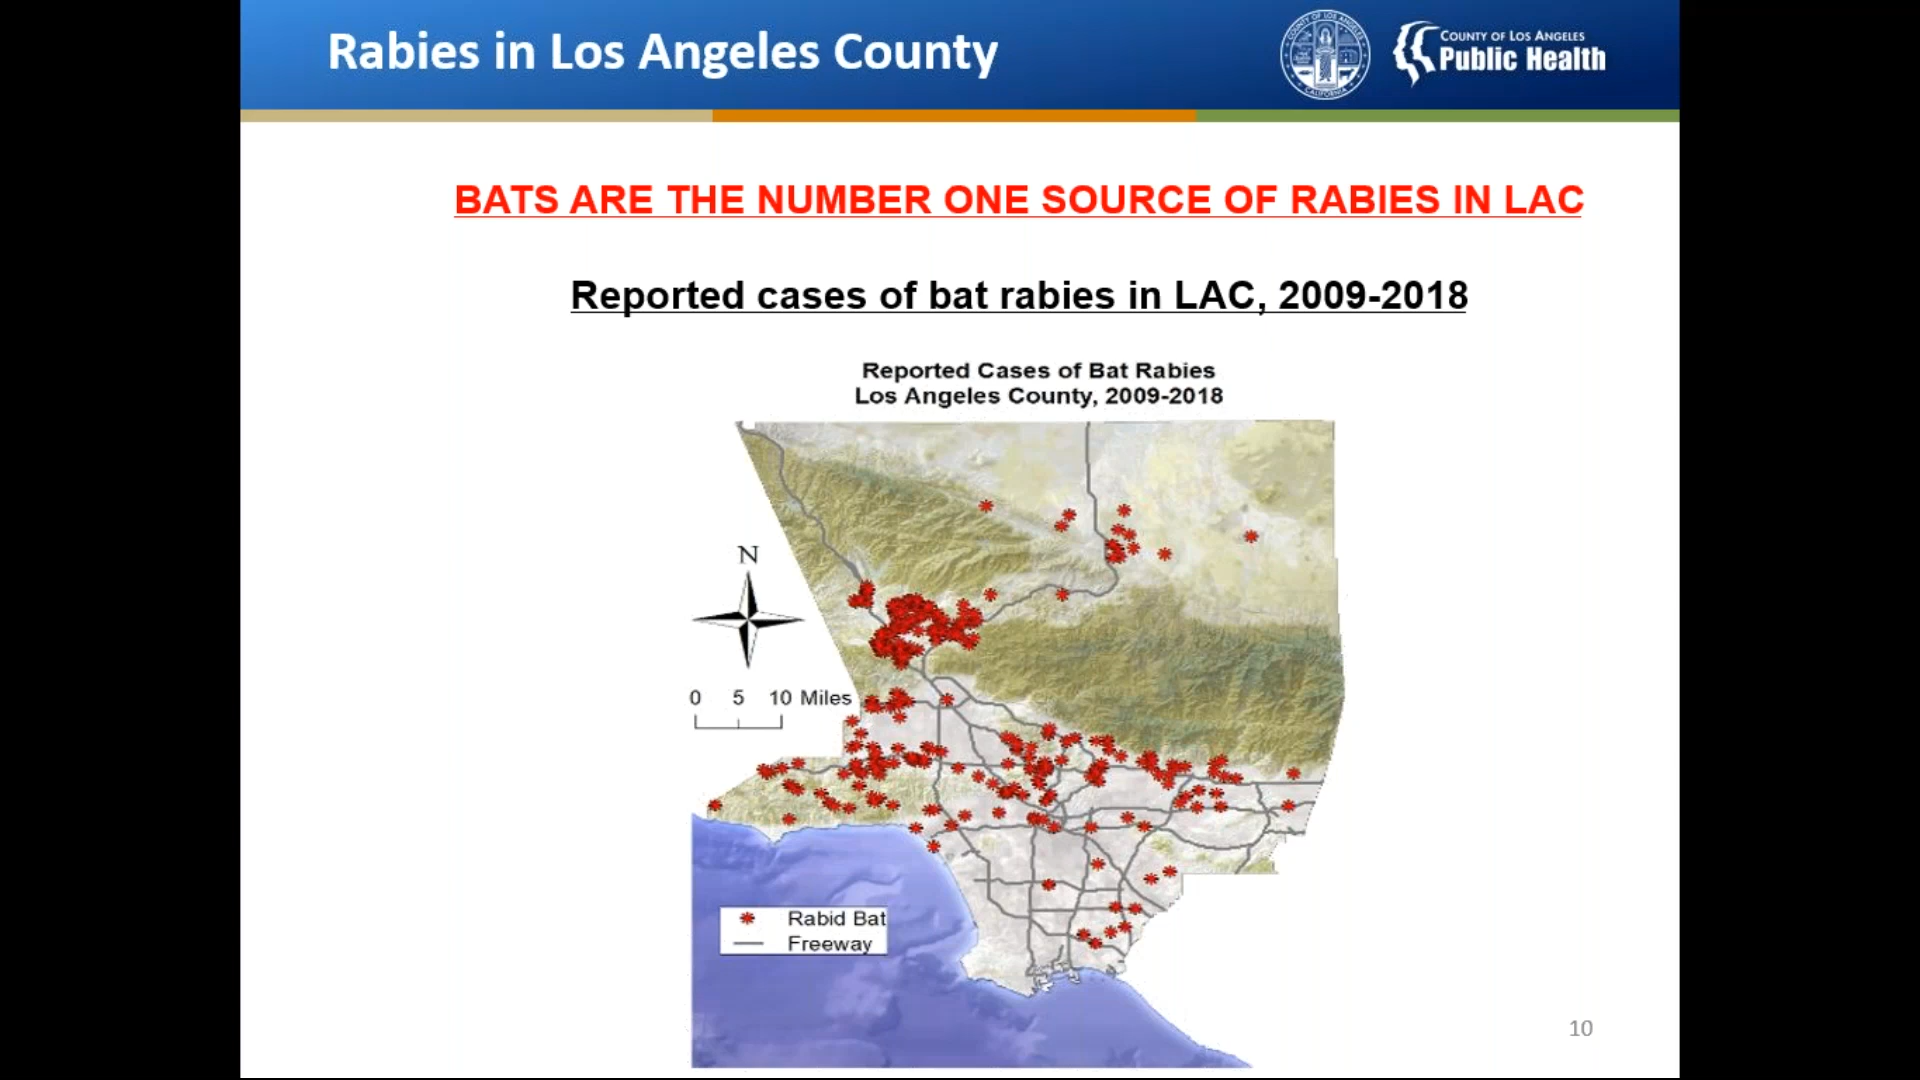 Rabies in Los Angeles County
COUNTY OF LOS ANGELES
Public Health
BATS ARE THE NUMBER ONE SOURCE OF RABIES IN LAC
Reported cases of bat rabies in LAC, 2009-2018
Reported Cases of Bat Rabies
Los Angeles County, 2009-2018
N
0 5 10 Miles
Rabid Bat
Freeway
10